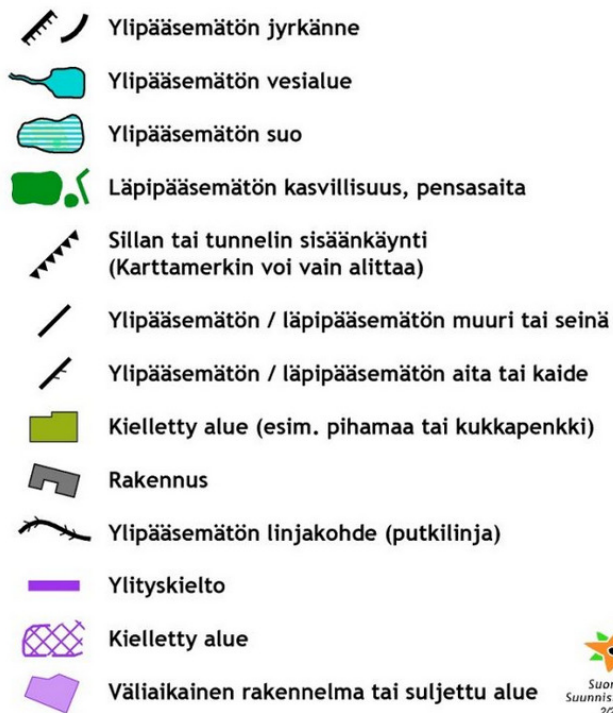 Ylipääsemätön jyrkänne
Ylipääsemätön vesialue
Ylipääsemätön suo
Läpipääsemätön kasvillisuus, pensasaita
Sillan tai tunnelin sisäänkäynti
(Karttamerkin voi vain alittaa)
Ylipääsemätön / läpipääsemätön muuri tai seinä
Ylipääsemätön / läpipääsemätön aita tai kaide
Kielletty alue (esim. pihamaa tai kukkapenkki)
Rakennus
Ylipääsemätön linjakohde (putkilinja)
Ylityskielto
Kielletty alue
Väliaikainen rakennelma tai suljettu alue